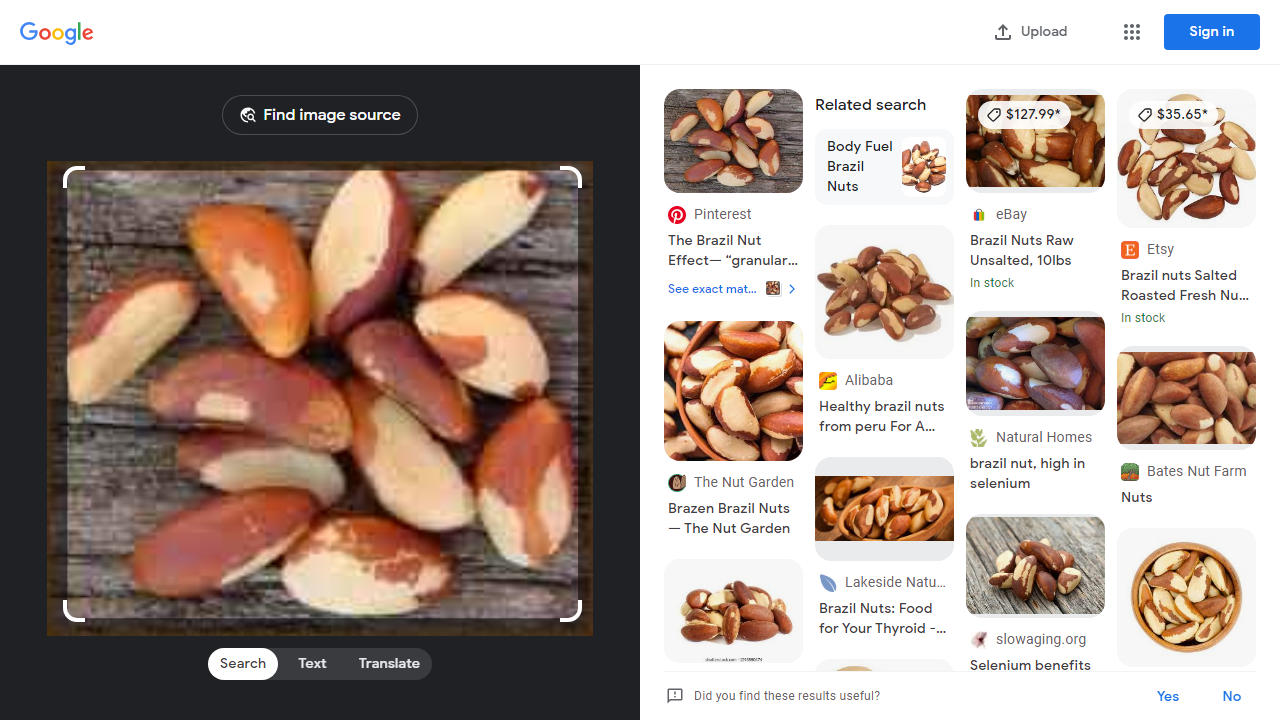 Google
Upload
Sign in
Find image source
Search
Text
Translate
Pinterest
The Brazil Nut
Effect— “granular...
See exact mat...
The Nut Garden
Brazen Brazil Nuts
— The Nut Garden
Related search
Body Fuel
Brazil
Nuts
Alibaba
Healthy brazil nuts
from peru For A...
Lakeside Natu...
Brazil Nuts: Food
for Your Thyroid -...
$127.99*
eBay
Brazil Nuts Raw
Unsalted, 10lbs
In stock
Natural Homes
brazil nut, high in
selenium
slowaging.org
Selenium benefits
$35.65*
Etsy
Brazil nuts Salted
Roasted Fresh Nu...
In stock
Bates Nut Farm
Nuts
Did you find these results useful?
Yes
No